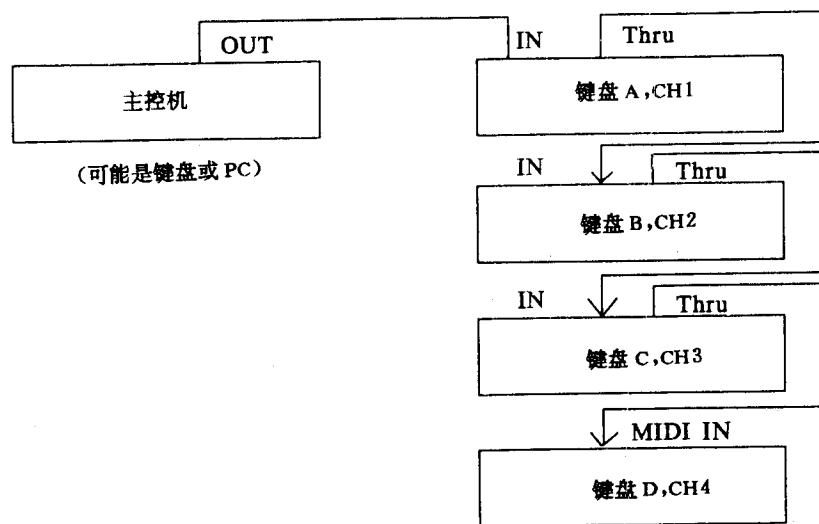 OUT
IN
Thru
主控机
键盘 A,CH1
(可能是键盘或 PC)
IN
Thru
键盘 B,CH2
IN
Thru
键盘 C,CH3
MIDI IN
键盘 D,CH4